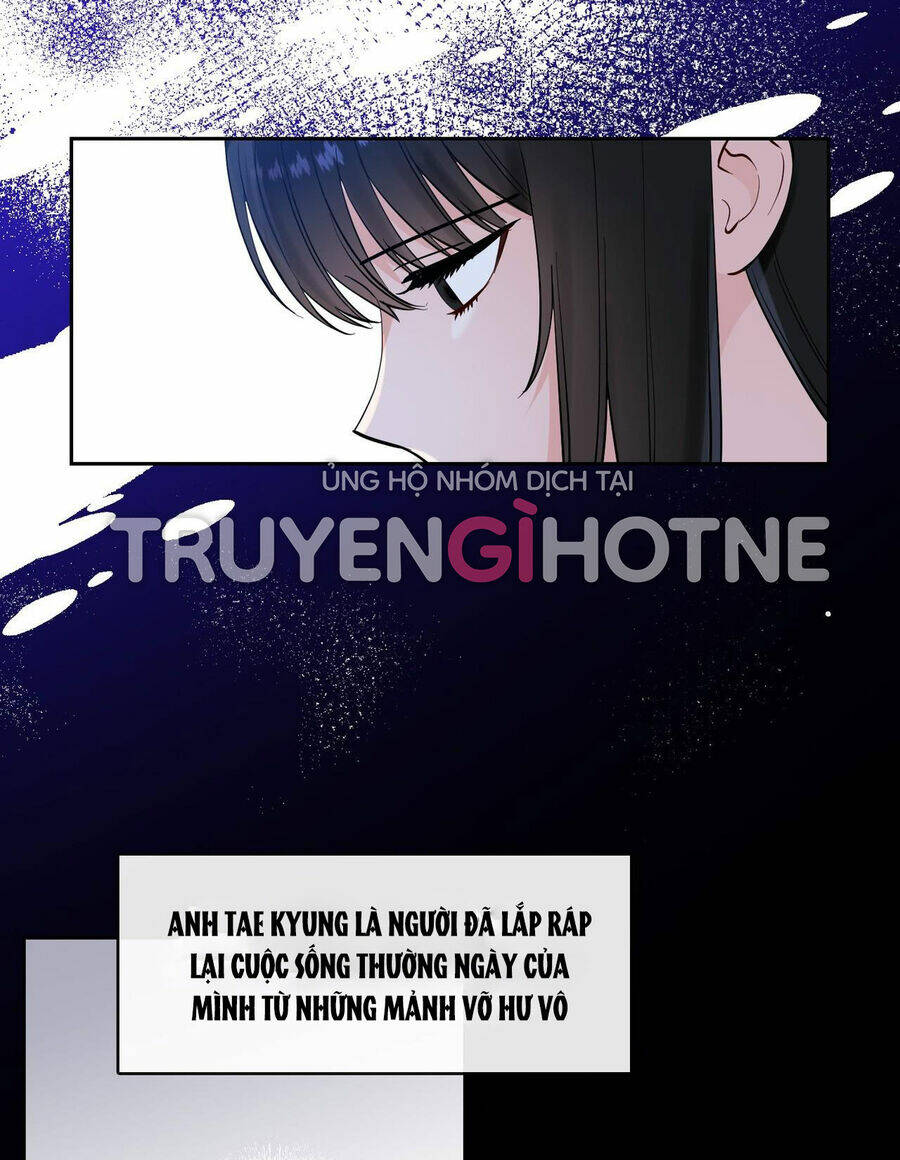 ỦNG HỘ NHÓM DỊCH TẠI
TRUYENGÌHOTNE
ANH TAE KYUNG LÀ NGƯỜI ĐÃ LẮP RÁP
LẠI CUỘC SỐNG THƯỜNG NGÀY CỦA
MÌNH TỪ NHỮNG MẢNH VỠ HƯ VÔ